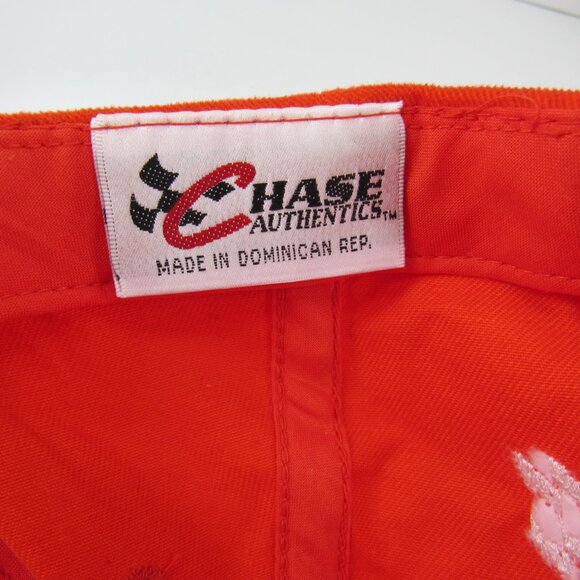 CHASE
AUTHENTICS™
MADE IN DOMINICAN REP.